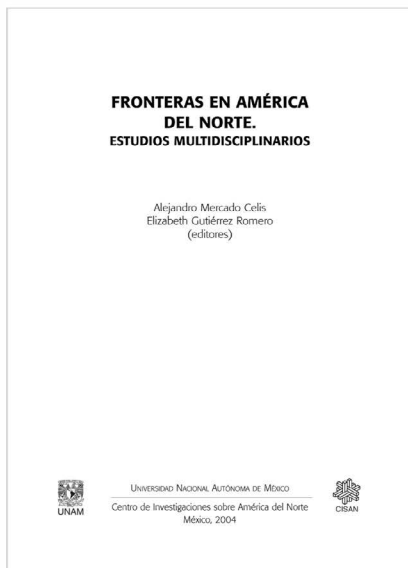 FRONTERAS EN AMÉRICA
DEL NORTE.
ESTUDIOS MULTIDISCIPLINARIOS
Alejandro Mercado Celis
Elizabeth Gutiérrez Romero
(editores)
UNAM
UNIVERSIDAD NACIONAL AUTÓNOMA DE MÉXICO
Centro de Investigaciones sobre América del Norte
México, 2004
CISAN